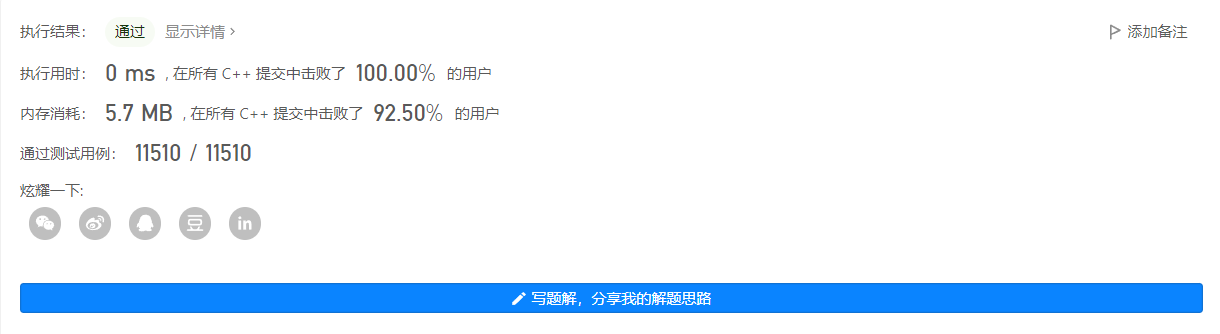 执行结果： 通过 显示详情 › 添加备注
执行用时： 0 ms , 在所有 C++ 提交中击败了 100.00% 的用户
内存消耗： 5.7 MB , 在所有 C++ 提交中击败了 92.50% 的用户
通过测试用例： 11510 / 11510
炫耀一下:
豆 in
写题解，分享我的解题思路